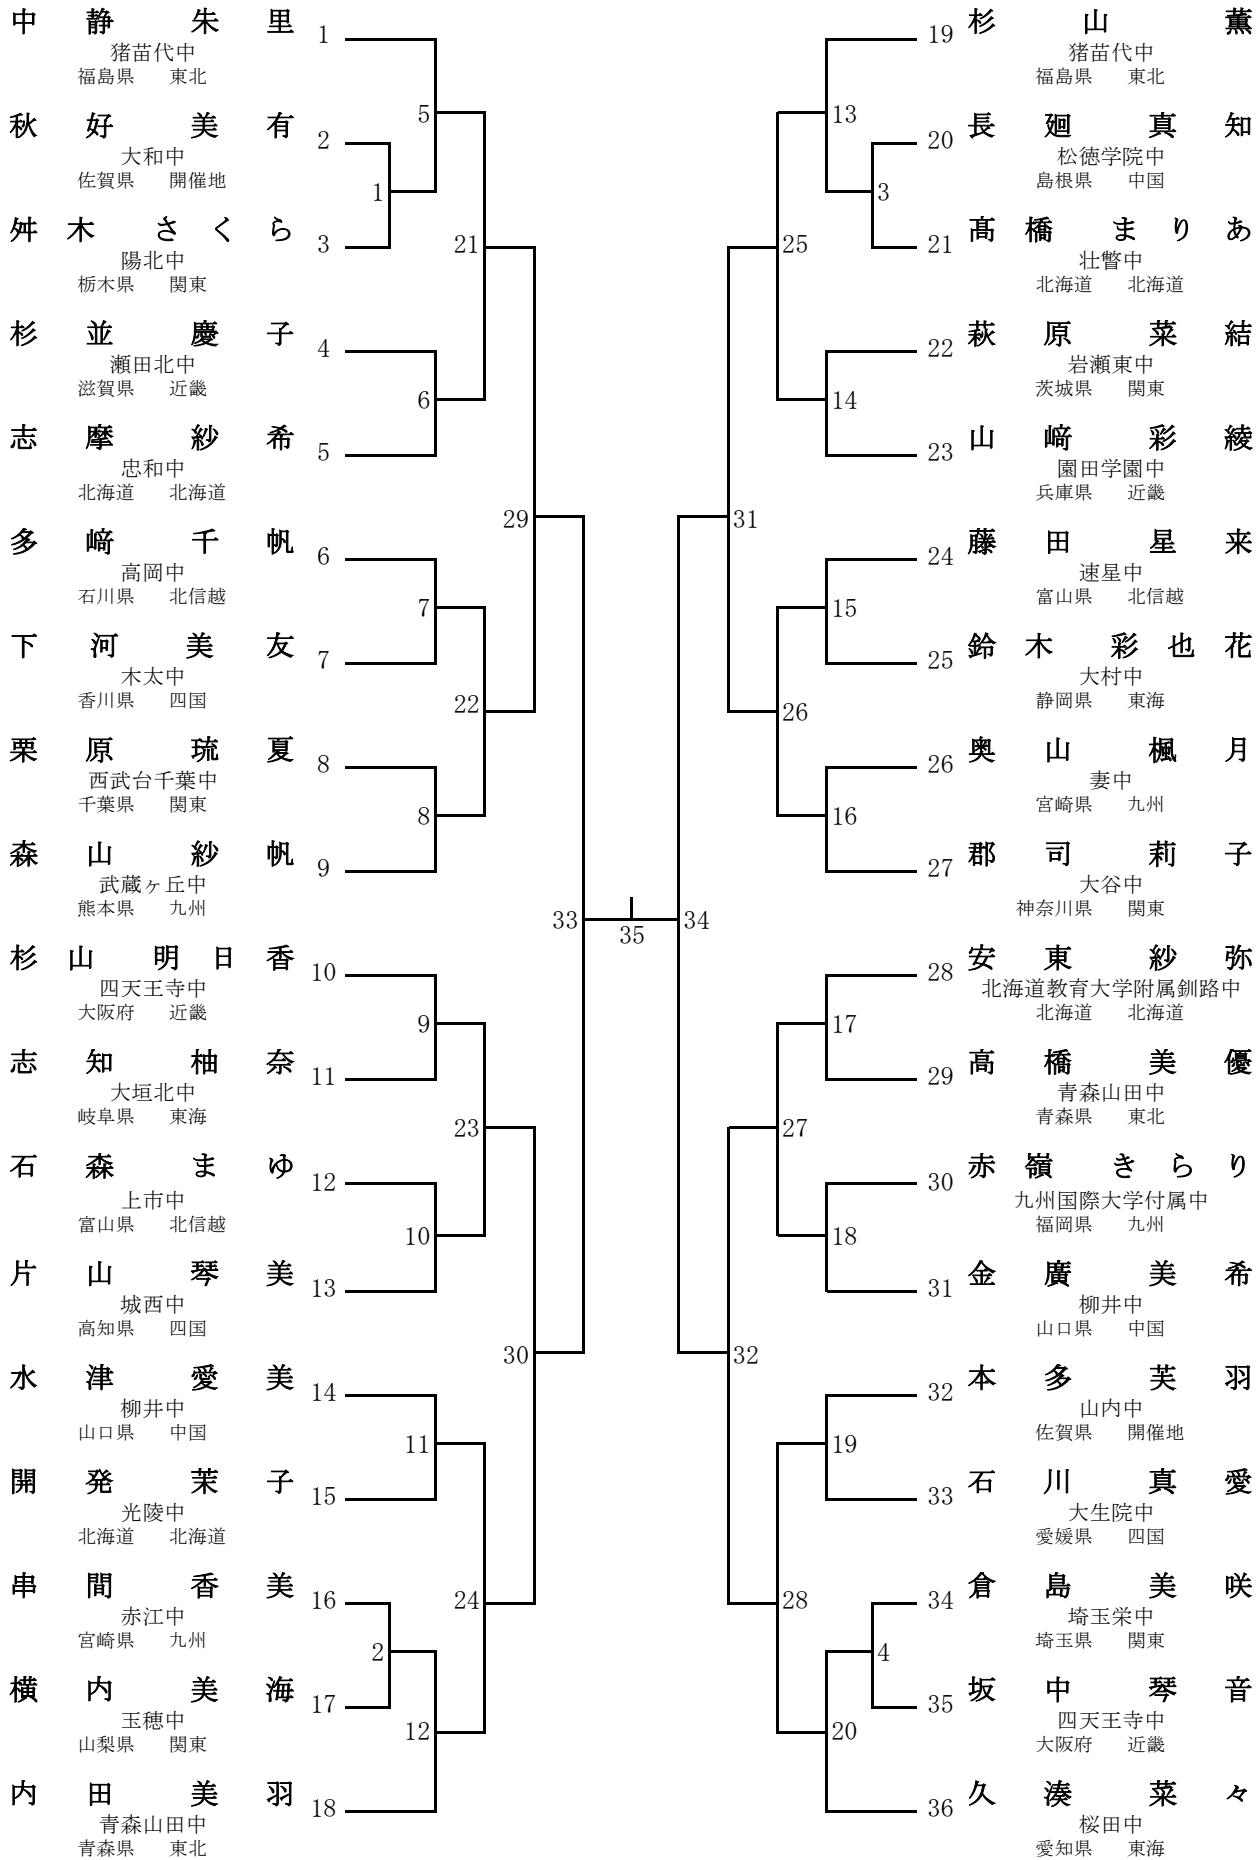 中静朱里
1
猪苗代中
福島県 東北
5
秋好美有
2
大和中
佐賀県 開催地
1
舛木さくら
3
陽北中
栃木県 関東
21
杉並慶子
4
瀬田北中
滋賀県 近畿
6
志摩紗希
5
忠和中
北海道 北海道
29
多﨑千帆
6
高岡中
石川県 北信越
7
下河美友
7
木太中
香川県 四国
22
栗原琉夏
8
西武台千葉中
千葉県 関東
8
森山紗帆
9
武蔵ヶ丘中
熊本県 九州
33
杉山明日香
10
四天王寺中
大阪府 近畿
9
志知柚奈
11
大垣北中
岐阜県 東海
23
石森まゆ
12
上市中
富山県 北信越
10
片山琴美
13
城西中
高知県 四国
30
水津愛美
14
柳井中
山口県 中国
11
開発茉子
15
光陵中
北海道 北海道
24
串間香美
16
赤江中
宮崎県 九州
2
横内美海
17
玉穂中
山梨県 関東
12
内田美羽
18
青森山田中
青森県 東北
35
19
杉山薫
猪苗代中
福島県 東北
13
20
長廻真知
松徳学院中
島根県 中国
3
21
髙橋まりあ
壮瞥中
北海道 北海道
25
22
萩原菜結
岩瀬東中
茨城県 関東
14
23
山﨑彩綾
園田学園中
兵庫県 近畿
31
24
藤田星来
速星中
富山県 北信越
15
25
鈴木彩也花
大村中
静岡県 東海
26
26
奥山楓月
妻中
宮崎県 九州
16
27
郡司莉子
大谷中
神奈川県 関東
34
28
安東紗弥
北海道教育大学附属釧路中
北海道 北海道
17
29
髙橋美優
青森山田中
青森県 東北
27
30
赤嶺きらり
九州国際大学付属中
福岡県 九州
18
31
金廣美希
柳井中
山口県 中国
32
32
本多芙羽
山内中
佐賀県 開催地
19
33
石川真愛
大生院中
愛媛県 四国
28
34
倉島美咲
埼玉栄中
埼玉県 関東
4
35
坂中琴音
四天王寺中
大阪府 近畿
20
36
久湊菜々
桜田中
愛知県 東海